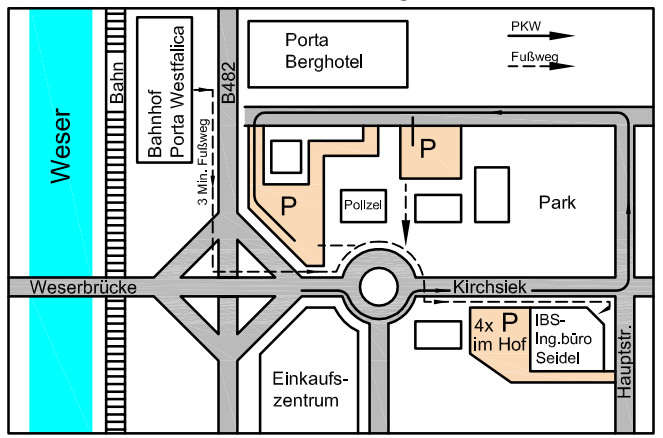 PKW
Fußweg
Porta
Berghotel
Bahn
Bahnhof
Porta Westfalica
B482
Weser
3 Min. Fußweg
P
P
Pollzel
Park
Weserbrücke
Kirchsiek
4x P
im Hof
IBS-
Ing.büro
Seidel
Hauptstr.
Einkaufs-
zentrum